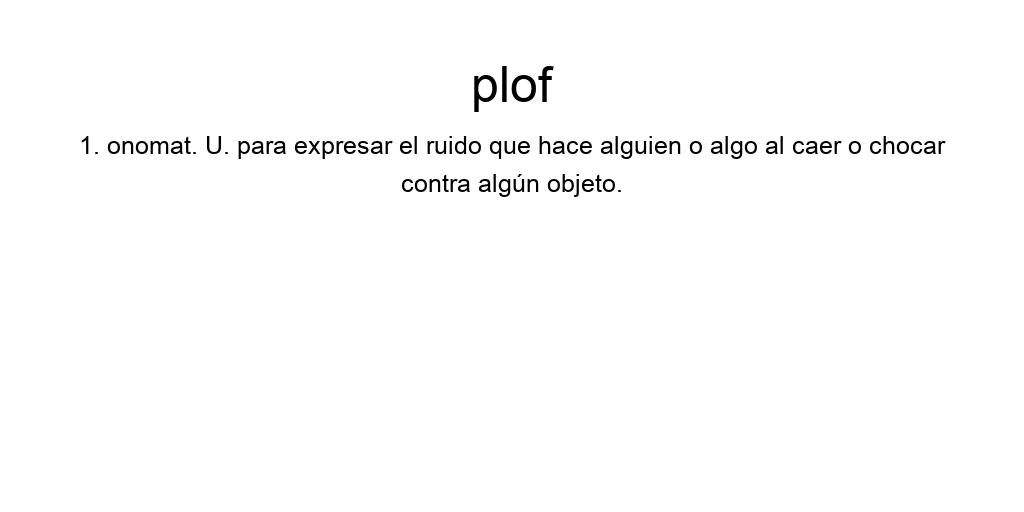 plof
1. onomat. U. para expresar el ruido que hace alguien o algo al caer o chocar
contra algún objeto.